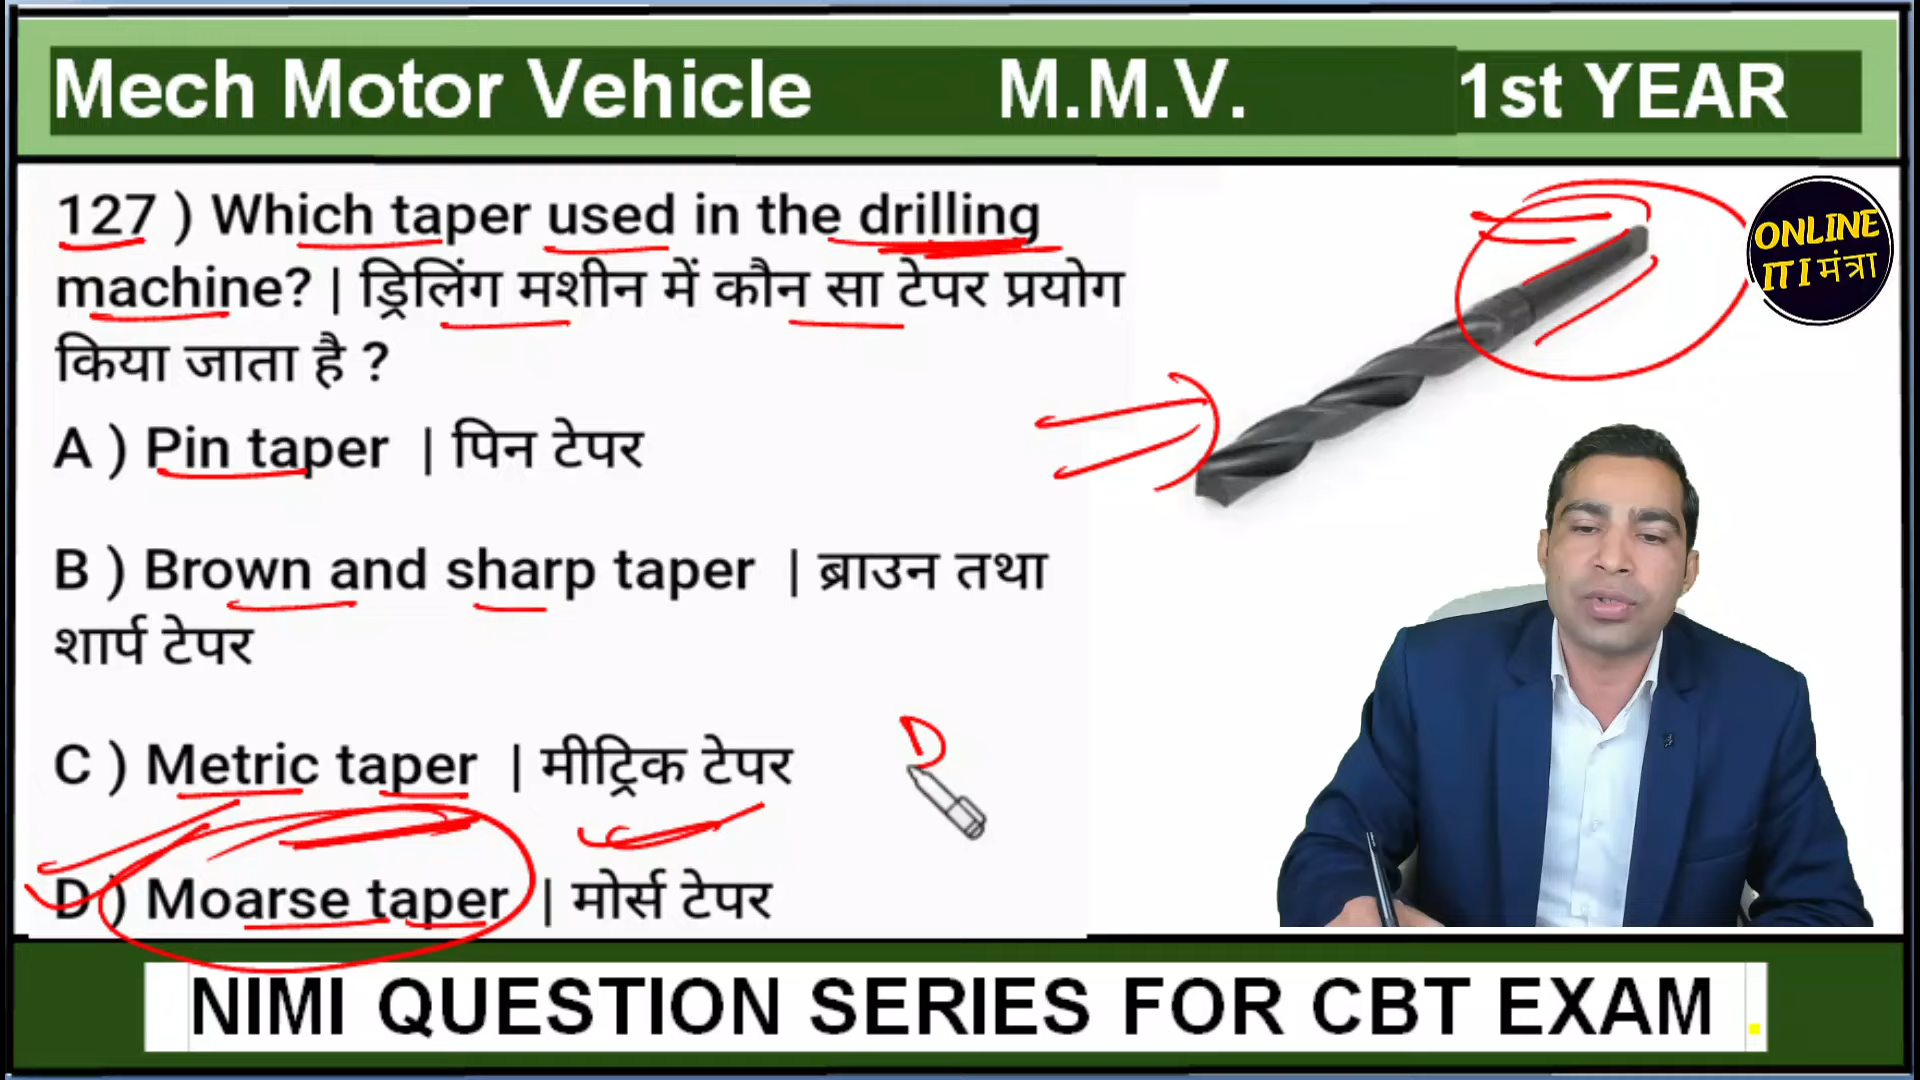 Mech Motor Vehicle M.M.V. 1st YEAR
127 ) Which taper used in the drilling
machine? | ड्रिलिंग मशीन में कौन सा टेपर प्रयोग
किया जाता है ?
A ) Pin taper | पिन टेपर
B ) Brown and sharp taper | ब्राउन तथा
शार्प टेपर
C ) Metric taper | मीट्रिक टेपर
D
D ) Moarse taper | मोर्स टेपर
ONLINE
ITI मंत्रा
NIMI QUESTION SERIES FOR CBT EXAM .